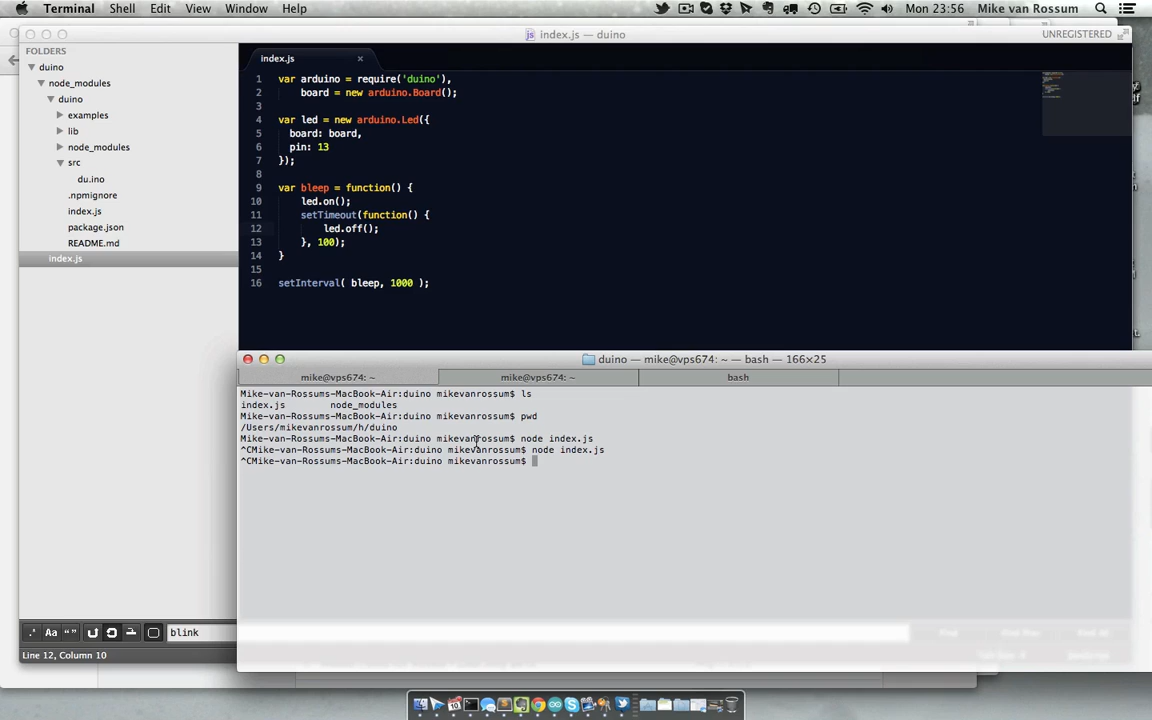 Terminal Shell Edit View Window Help Mon 23:56 Mike van Rossum
index.js — duino UNREGISTERED
FOLDERS
duino
node_modules
duino
examples
lib
node_modules
src
du.ino
.npmignore
index.js
package.json
README.md
index.js
index.js ×
1 var arduino = require('duino'),
2 board = new arduino.Board();
3
4 var led = new arduino.Led({
5 board: board,
6 pin: 13
7 });
8
9 var bleep = function() {
10 led.on();
11 setTimeout(function() {
12 led.off();
13 }, 100);
14 }
15
16 setInterval( bleep, 1000 );
duino — mike@vps674: ~ — bash — 166×25
mike@vps674: ~ mike@vps674: ~ bash
Mike-van-Rossums-MacBook-Air:duino mikevanrossum$ ls
index.js node_modules
Mike-van-Rossums-MacBook-Air:duino mikevanrossum$ pwd
/Users/mikevanrossum/h/duino
Mike-van-Rossums-MacBook-Air:duino mikevanrossum$ node index.js
^CMike-van-Rossums-MacBook-Air:duino mikevanrossum$ node index.js
^CMike-van-Rossums-MacBook-Air:duino mikevanrossum$
.* Aa “” blink
Line 12, Column 10